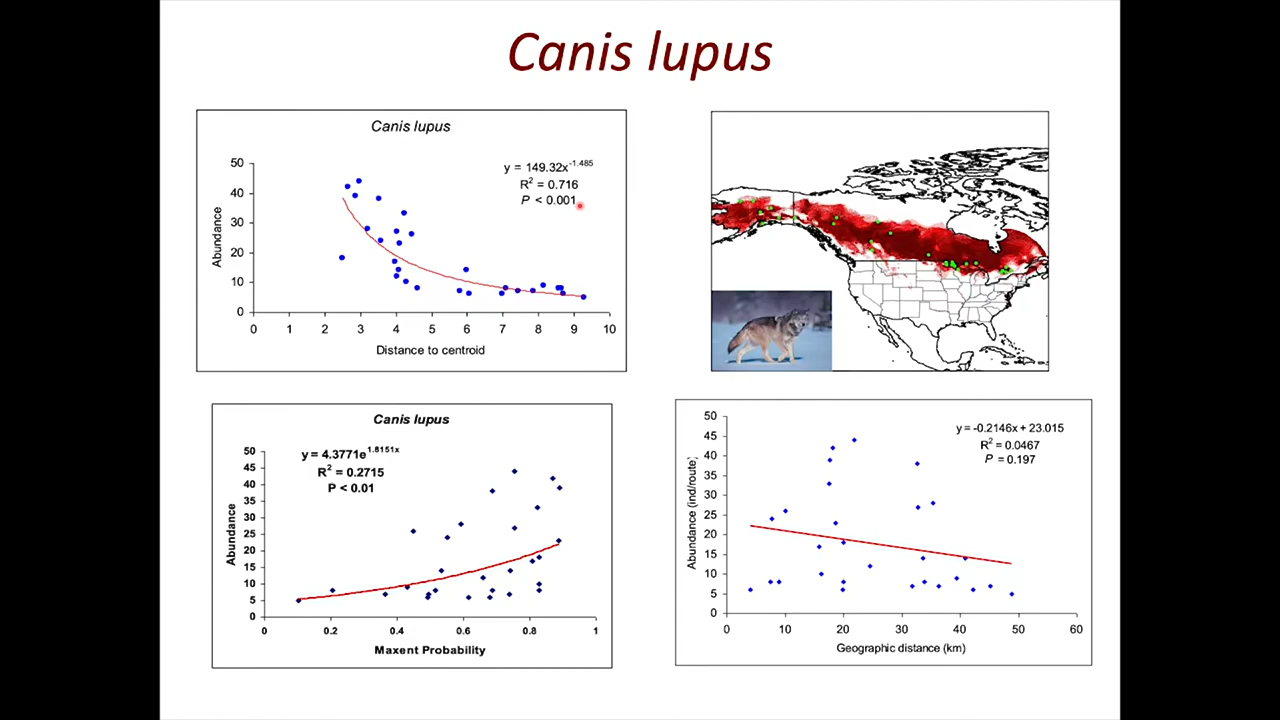 Canis lupus
Canis lupus
y = 149.32x^-1.485
R² = 0.716
P < 0.001
Abundance
50
40
30
20
10
0
0 1 2 3 4 5 6 7 8 9 10
Distance to centroid
Canis lupus
y = 4.3771e^1.8151x
R² = 0.2715
P < 0.01
Abundance
50
45
40
35
30
25
20
15
10
5
0
0 0.2 0.4 0.6 0.8 1
Maxent Probability
y = -0.2146x + 23.015
R² = 0.0467
P = 0.197
Abundance (ind/route)
50
45
40
35
30
25
20
15
10
5
0
0 10 20 30 40 50 60
Geographic distance (km)